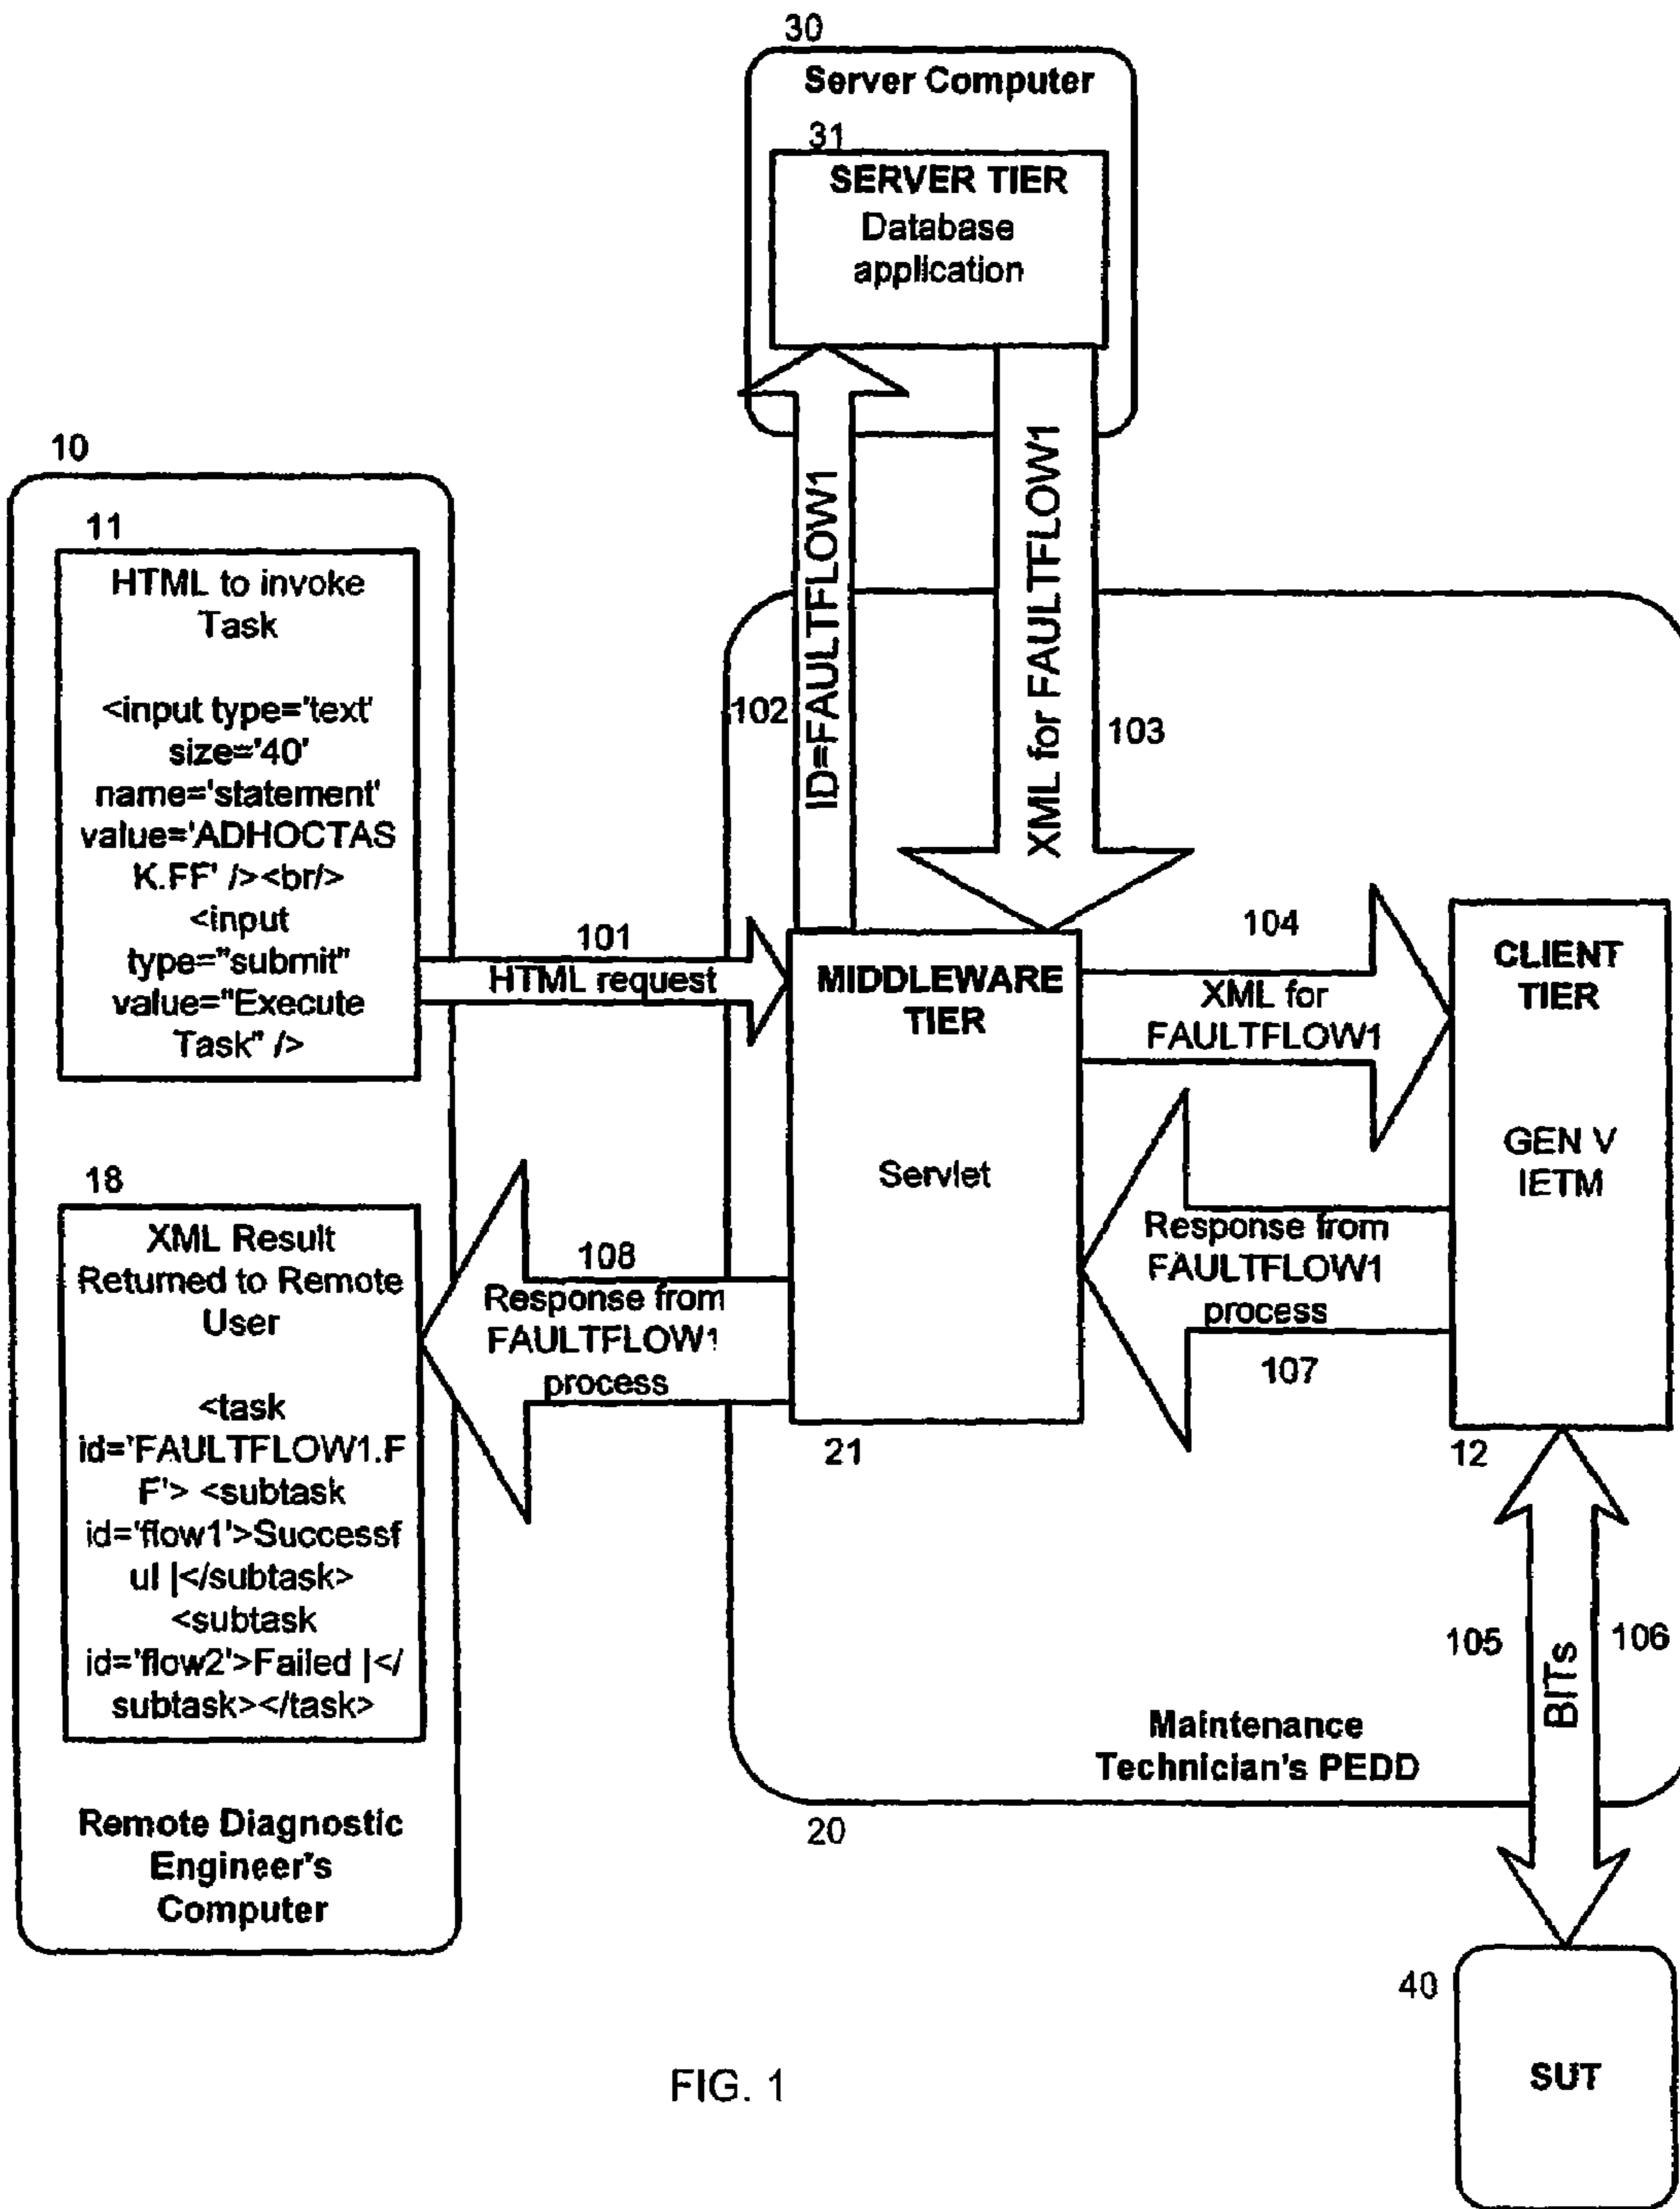 30
Server Computer
31
SERVER TIER
Database
application
ID=FAULTFLOW1
XML for FAULTFLOW1
102
103
10
11
HTML to invoke
Task
<input type='text'
size='40'
name='statement'
value='ADHOCTAS
K.FF' /><br/>
<input
type="submit"
value="Execute
Task" />
101
HTML request
MIDDLEWARE
TIER
Servlet
21
104
XML for
FAULTFLOW1
CLIENT
TIER
GEN V
IETM
12
Response from
FAULTFLOW1
process
107
108
Response from
FAULTFLOW1
process
18
XML Result
Returned to Remote
User
<task
id='FAULTFLOW1.F
F'> <subtask
id='flow1'>Successf
ul |</subtask>
<subtask
id='flow2'>Failed |</
subtask></task>
Remote Diagnostic
Engineer's
Computer
105
BITs
106
Maintenance
Technician's PEDD
20
40
SUT
FIG. 1